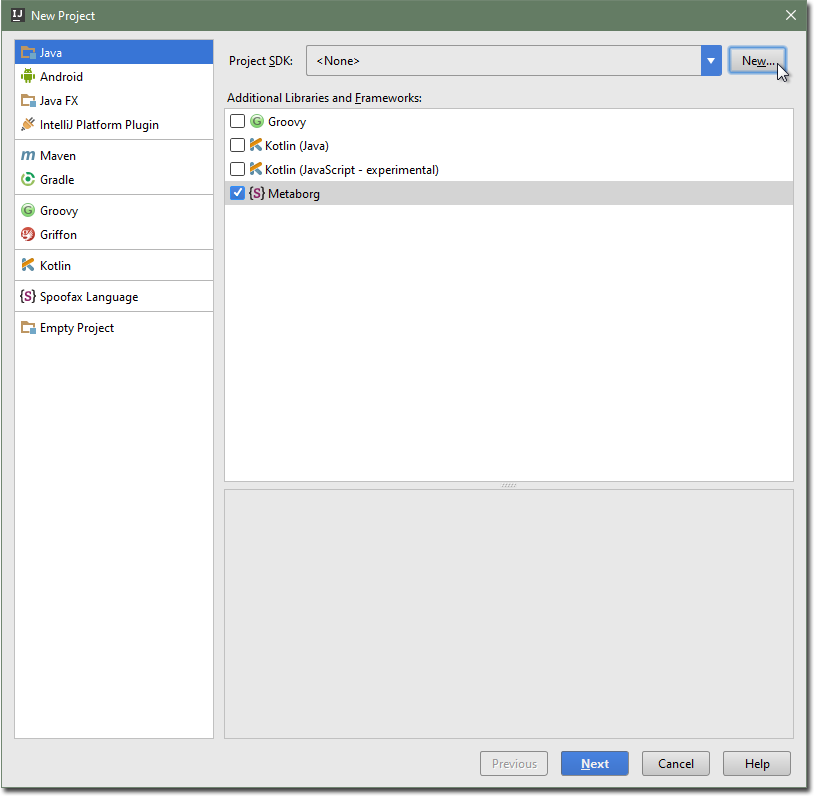 IJ New Project
Java
Android
Java FX
IntelliJ Platform Plugin
m Maven
Gradle
G Groovy
Griffon
Kotlin
{S} Spoofax Language
Empty Project
Project SDK: <None> New...
Additional Libraries and Frameworks:
G Groovy
Kotlin (Java)
Kotlin (JavaScript - experimental)
{S} Metaborg
Previous Next Cancel Help